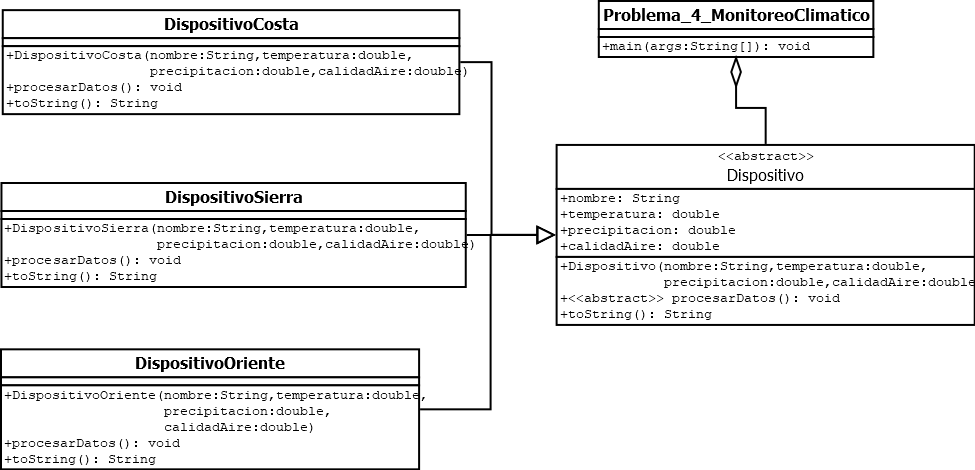 DispositivoCosta
+DispositivoCosta(nombre:String,temperatura:double,
precipitacion:double,calidadAire:double)
+procesarDatos(): void
+toString(): String
Problema_4_MonitoreoClimatico
+main(args:String[]): void
DispositivoSierra
+DispositivoSierra(nombre:String,temperatura:double,
precipitacion:double,calidadAire:double)
+procesarDatos(): void
+toString(): String
<<abstract>>
Dispositivo
+nombre: String
+temperatura: double
+precipitacion: double
+calidadAire: double
+Dispositivo(nombre:String,temperatura:double,
precipitacion:double,calidadAire:double
+<<abstract>> procesarDatos(): void
+toString(): String
DispositivoOriente
+DispositivoOriente(nombre:String,temperatura:double,
precipitacion:double,
calidadAire:double)
+procesarDatos(): void
+toString(): String